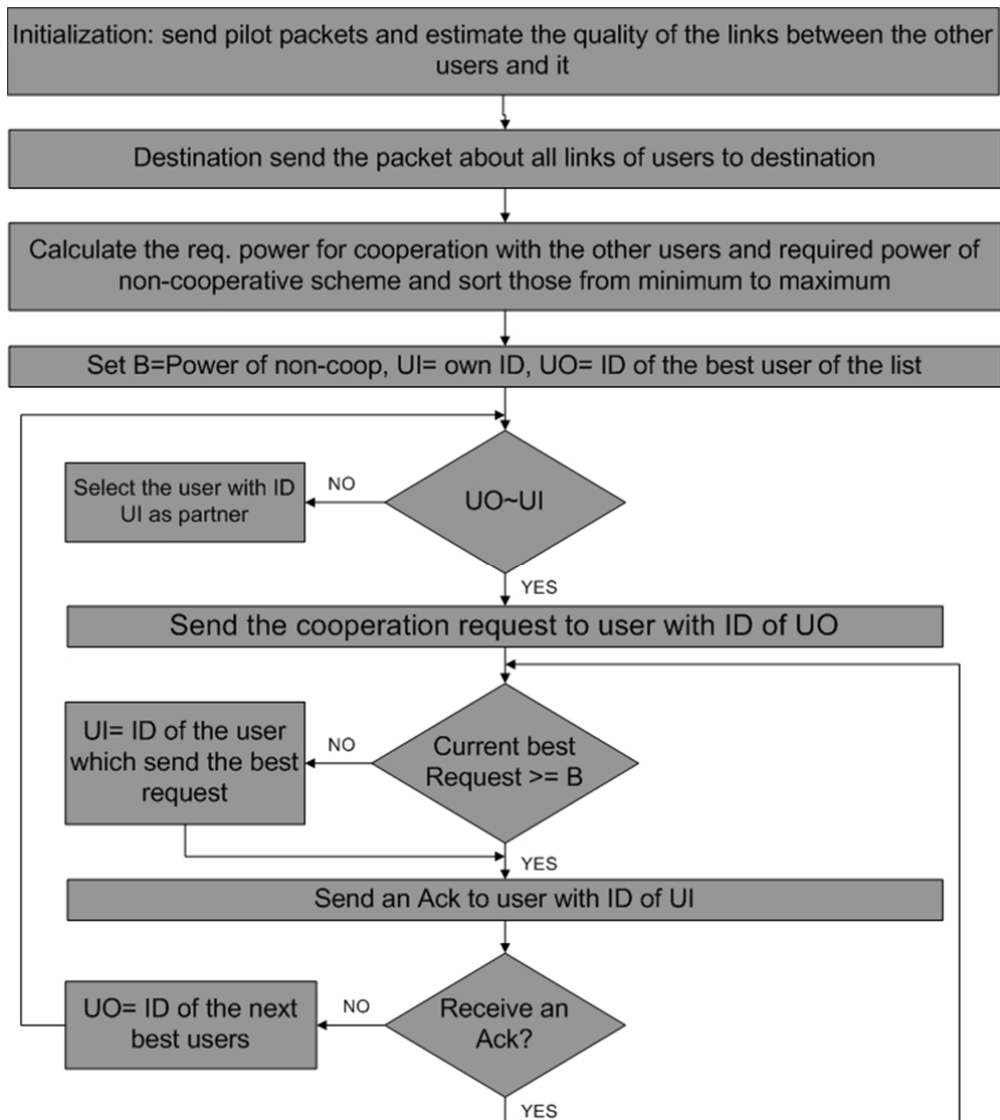 Initialization: send pilot packets and estimate the quality of the links between the other
users and it
Destination send the packet about all links of users to destination
Calculate the req. power for cooperation with the other users and required power of
non-cooperative scheme and sort those from minimum to maximum
Set B=Power of non-coop, UI= own ID, UO= ID of the best user of the list
UO~UI
NO
Select the user with ID
UI as partner
YES
Send the cooperation request to user with ID of UO
Current best
Request >= B
NO
UI= ID of the user
which send the best
request
YES
Send an Ack to user with ID of UI
Receive an
Ack?
NO
UO= ID of the next
best users
YES